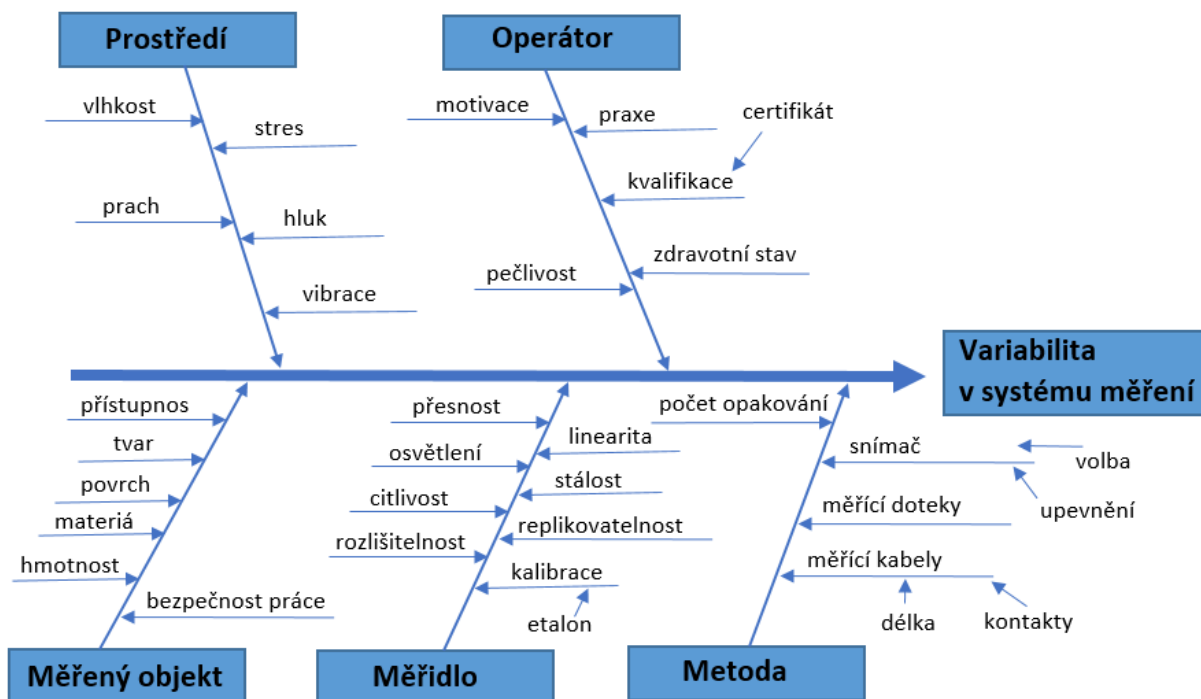 Prostředí
Operátor
vlhkost
stres
prach
hluk
vibrace
motivace
praxe
certifikát
kvalifikace
zdravotní stav
pečlivost
Variabilita
v systému měření
přístupnos
tvar
povrch
materiá
hmotnost
bezpečnost práce
přesnost
linearita
osvětlení
stálost
citlivost
replikovatelnost
rozlišitelnost
kalibrace
etalon
počet opakování
snímač
volba
upevnění
měřící doteky
měřící kabely
délka
kontakty
Měřený objekt
Měřidlo
Metoda